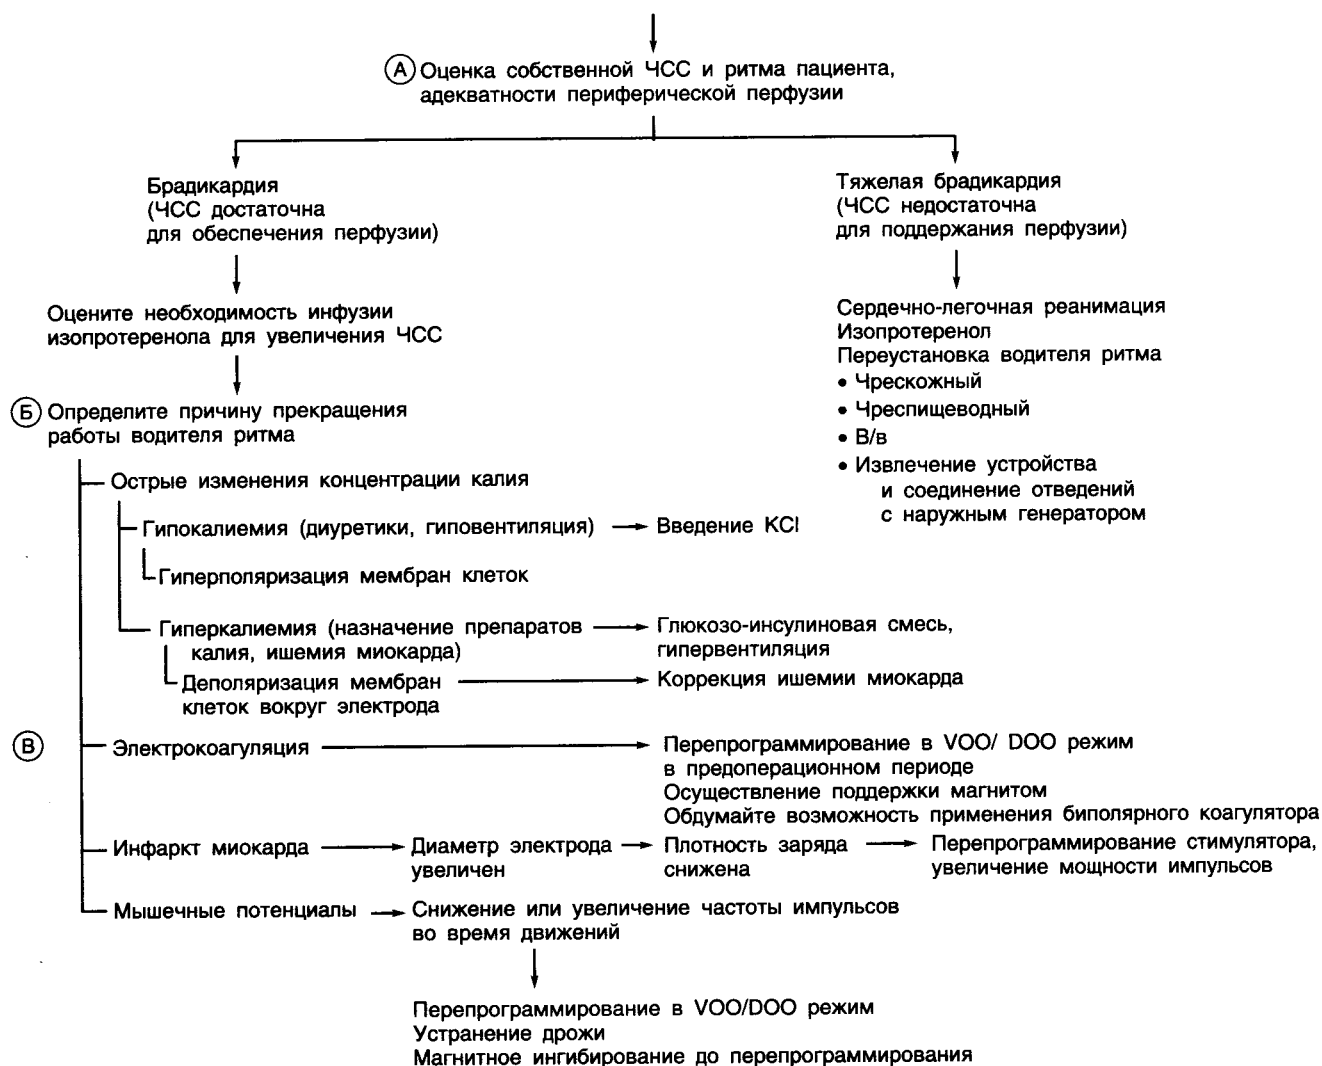 А Оценка собственной ЧСС и ритма пациента,
адекватности периферической перфузии
Брадикардия
(ЧСС достаточна
для обеспечения перфузии)
Оцените необходимость инфузии
изопротеренола для увеличения ЧСС
Тяжелая брадикардия
(ЧСС недостаточна
для поддержания перфузии)
Сердечно-легочная реанимация
Изопротеренол
Переустановка водителя ритма
• Чрескожный
• Чреспищеводный
• В/в
• Извлечение устройства
и соединение отведений
с наружным генератором
Б Определите причину прекращения
работы водителя ритма
Острые изменения концентрации калия
Гипокалиемия (диуретики, гиповентиляция)
Введение KCl
Гиперполяризация мембран клеток
Гиперкалиемия (назначение препаратов
калия, ишемия миокарда)
Глюкозо-инсулиновая смесь,
гипервентиляция
Деполяризация мембран
клеток вокруг электрода
Коррекция ишемии миокарда
В Электрокоагуляция
Перепрограммирование в VOO/ DOO режим
в предоперационном периоде
Осуществление поддержки магнитом
Обдумайте возможность применения биполярного коагулятора
Инфаркт миокарда
Диаметр электрода
увеличен
Плотность заряда
снижена
Перепрограммирование стимулятора,
увеличение мощности импульсов
Мышечные потенциалы
Снижение или увеличение частоты импульсов
во время движений
Перепрограммирование в VOO/DOO режим
Устранение дрожи
Магнитное ингибирование до перепрограммирования